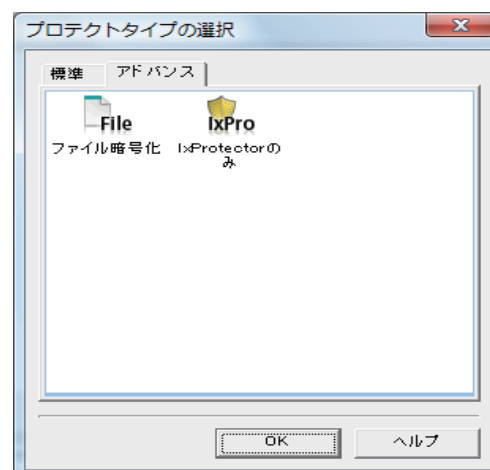 プロテクトタイプの選択
標準
アドバンス
File
IxPro
ファイル暗号化
IxProtectorの
み
OK
ヘルプ